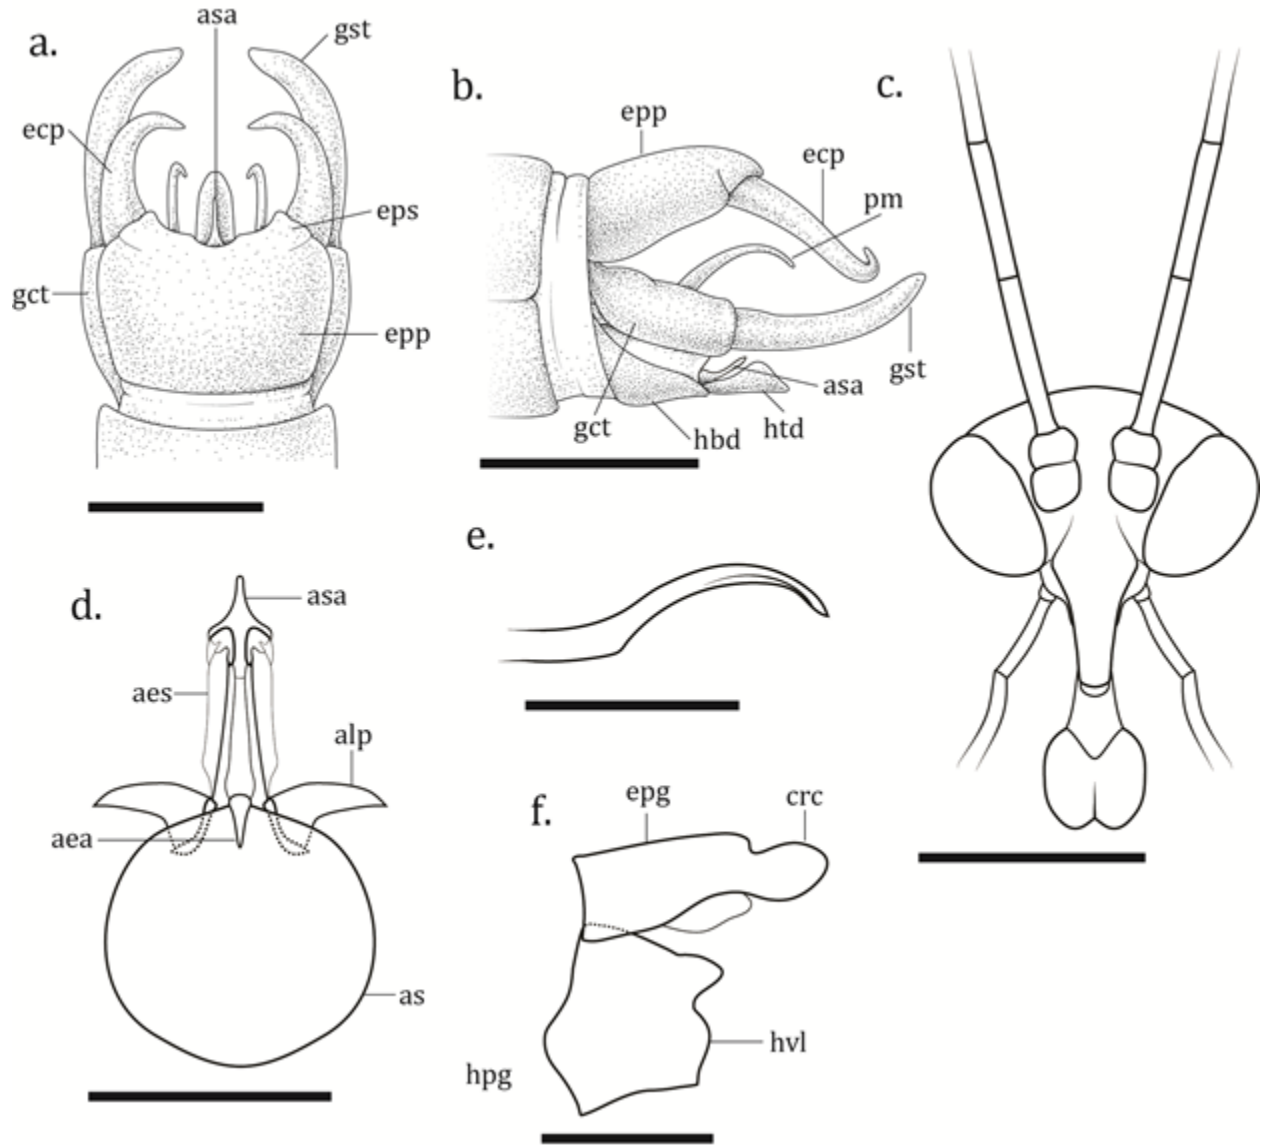 a.
asa
gst
ecp
eps
gct
epp
b.
epp
ecp
pm
gst
asa
htd
hbd
gct
c.
d.
asa
aes
alp
aea
as
e.
f.
epg
crc
hvl
hpg